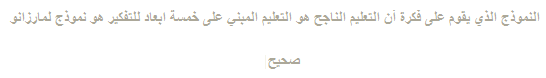 النموذج الذي يقوم على فكرة أن التعليم الناجح هو التعليم المبني على خمسة ابعاد للتفكير هو نموذج لمارزانو
صحيح